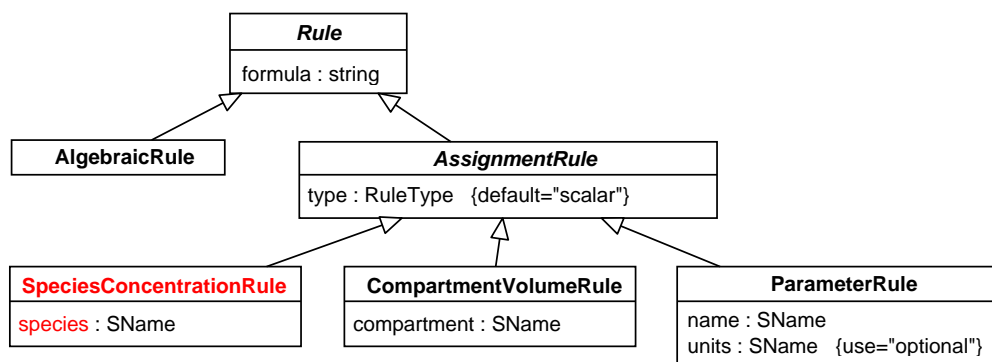 Rule
formula : string
AlgebraicRule
AssignmentRule
type : RuleType {default="scalar"}
SpeciesConcentrationRule
species : SName
CompartmentVolumeRule
compartment : SName
ParameterRule
name : SName
units : SName {use="optional"}